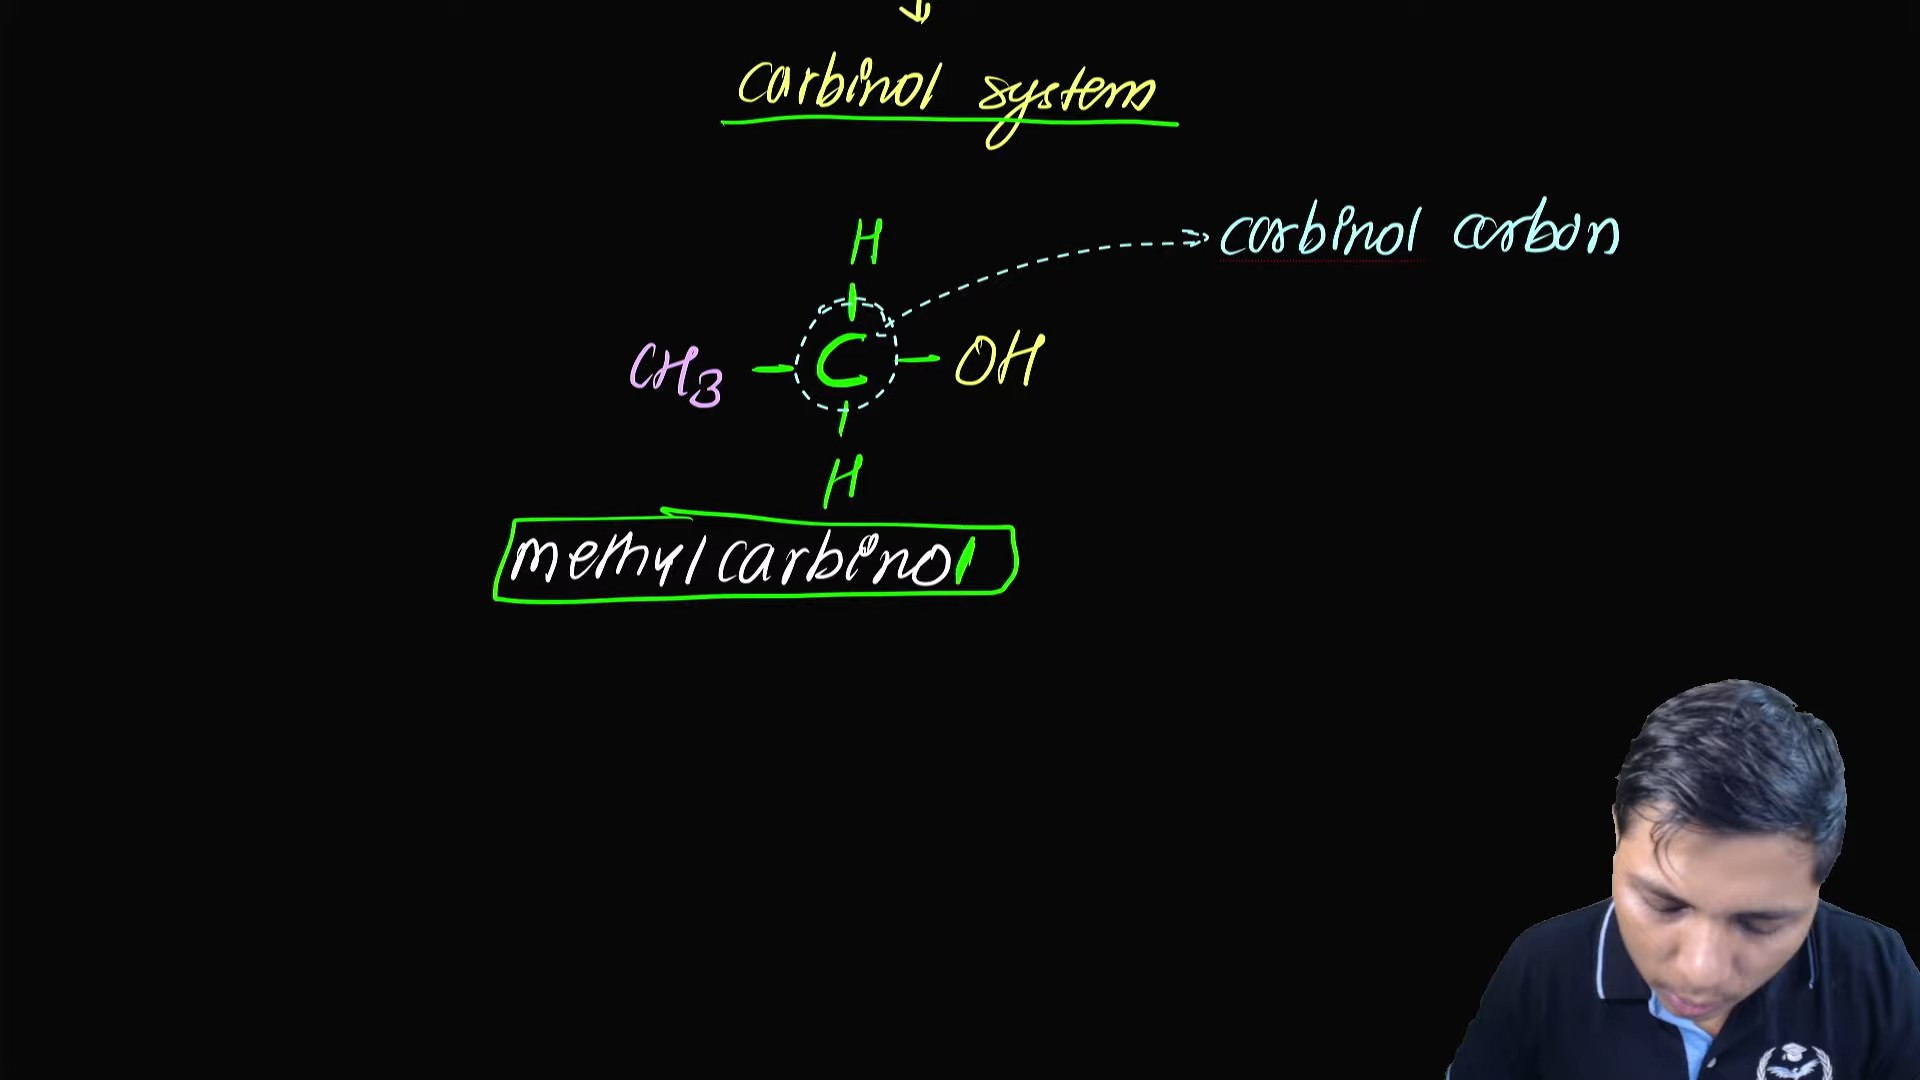 carbinol system
H
carbinol carbon
CH3 - C - OH
H
methyl carbinol